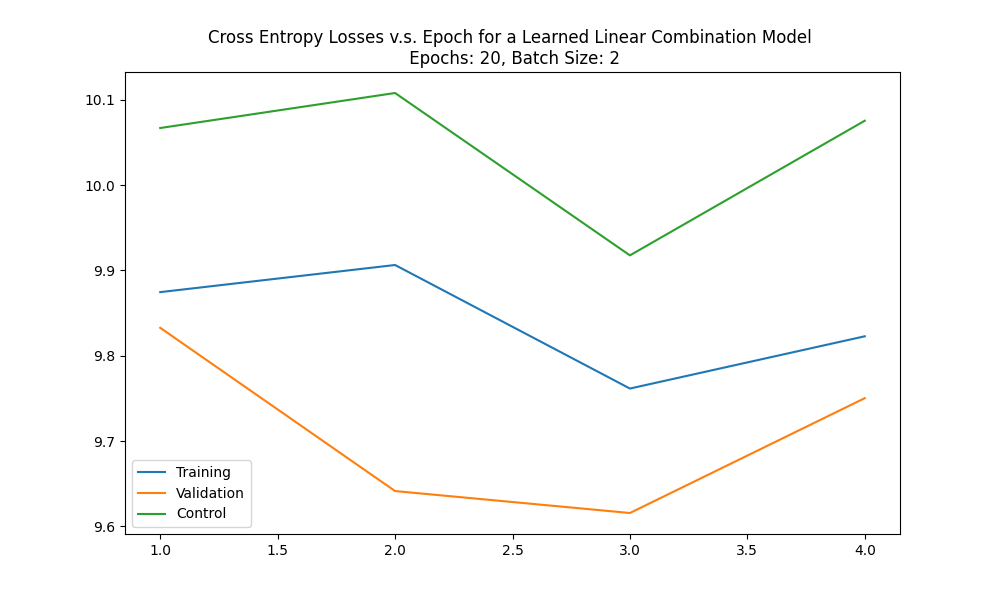 Cross Entropy Losses v.s. Epoch for a Learned Linear Combination Model
Epochs: 20, Batch Size: 2
10.1
10.0
9.9
9.8
9.7
9.6
Training
Validation
Control
1.0 1.5 2.0 2.5 3.0 3.5 4.0